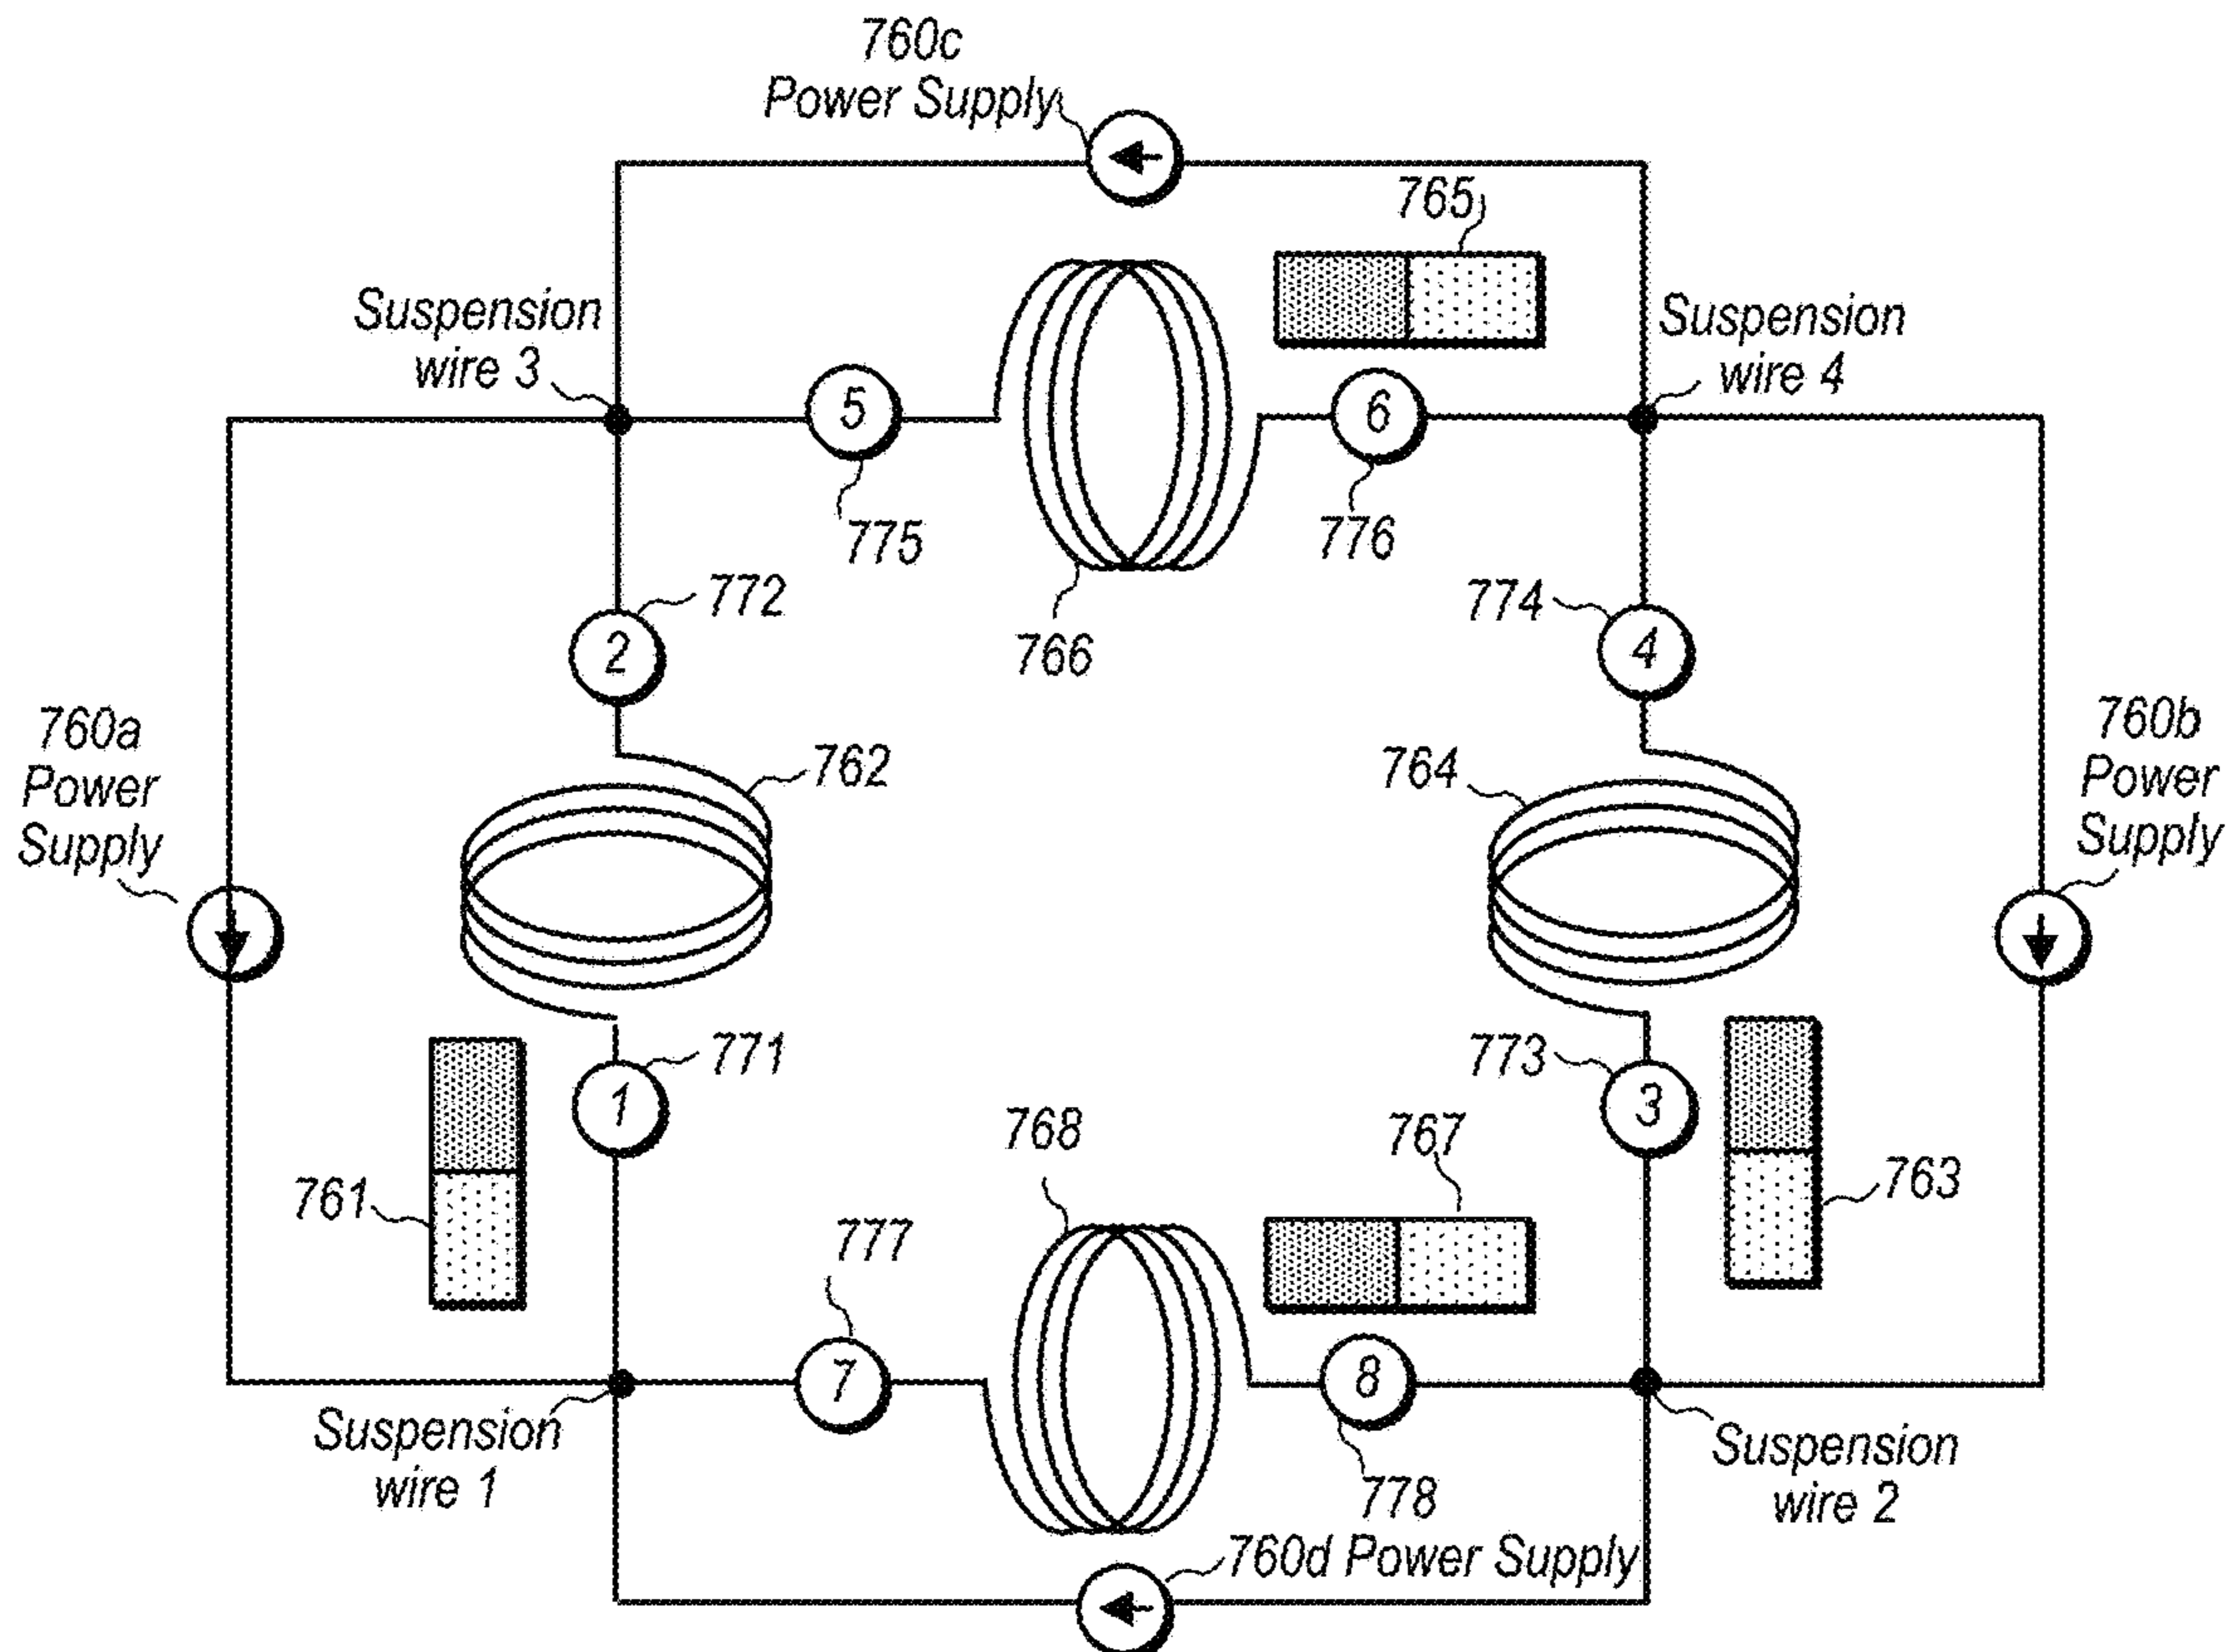 760c
Power Supply
765
Suspension
wire 3
Suspension
wire 4
5
6
775
776
772
774
2
766
4
760a
Power
Supply
762
764
760b
Power
Supply
771
773
1
3
768
767
761
763
777
7
8
Suspension
wire 1
778
Suspension
wire 2
760d Power Supply